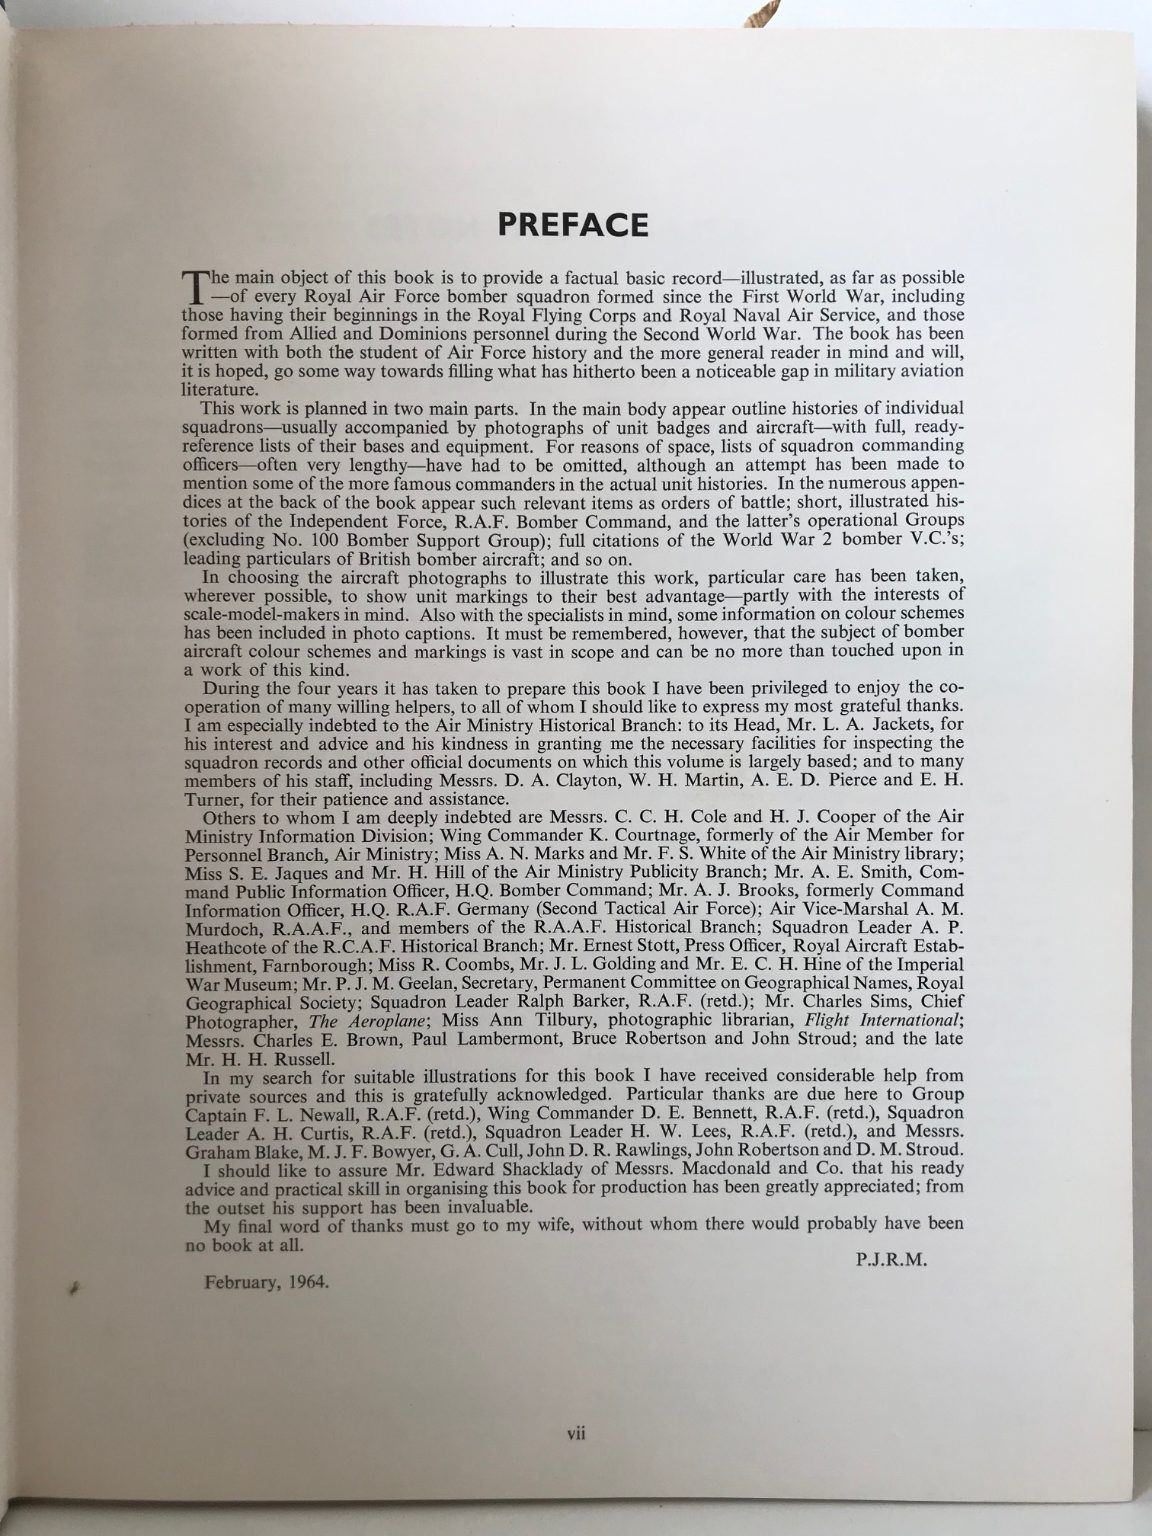 PREFACE
The main object of this book is to provide a factual basic record—illustrated, as far as possible
—of every Royal Air Force bomber squadron formed since the First World War, including
those having their beginnings in the Royal Flying Corps and Royal Naval Air Service, and those
formed from Allied and Dominions personnel during the Second World War. The book has been
written with both the student of Air Force history and the more general reader in mind and will,
it is hoped, go some way towards filling what has hitherto been a noticeable gap in military aviation
literature.
This work is planned in two main parts. In the main body appear outline histories of individual
squadrons—usually accompanied by photographs of unit badges and aircraft—with full, ready-
reference lists of their bases and equipment. For reasons of space, lists of squadron commanding
officers—often very lengthy—have had to be omitted, although an attempt has been made to
mention some of the more famous commanders in the actual unit histories. In the numerous appen-
dices at the back of the book appear such relevant items as orders of battle; short, illustrated his-
tories of the Independent Force, R.A.F. Bomber Command, and the latter's operational Groups
(excluding No. 100 Bomber Support Group); full citations of the World War 2 bomber V.C.'s;
leading particulars of British bomber aircraft; and so on.
In choosing the aircraft photographs to illustrate this work, particular care has been taken,
wherever possible, to show unit markings to their best advantage—partly with the interests of
scale-model-makers in mind. Also with the specialists in mind, some information on colour schemes
has been included in photo captions. It must be remembered, however, that the subject of bomber
aircraft colour schemes and markings is vast in scope and can be no more than touched upon in
a work of this kind.
During the four years it has taken to prepare this book I have been privileged to enjoy the co-
operation of many willing helpers, to all of whom I should like to express my most grateful thanks.
I am especially indebted to the Air Ministry Historical Branch: to its Head, Mr. L. A. Jackets, for
his interest and advice and his kindness in granting me the necessary facilities for inspecting the
squadron records and other official documents on which this volume is largely based; and to many
members of his staff, including Messrs. D. A. Clayton, W. H. Martin, A. E. D. Pierce and E. H.
Turner, for their patience and assistance.
Others to whom I am deeply indebted are Messrs. C. C. H. Cole and H. J. Cooper of the Air
Ministry Information Division; Wing Commander K. Courtnage, formerly of the Air Member for
Personnel Branch, Air Ministry; Miss A. N. Marks and Mr. F. S. White of the Air Ministry library;
Miss S. E. Jaques and Mr. H. Hill of the Air Ministry Publicity Branch; Mr. A. E. Smith, Com-
mand Public Information Officer, H.Q. Bomber Command; Mr. A. J. Brooks, formerly Command
Information Officer, H.Q. R.A.F. Germany (Second Tactical Air Force); Air Vice-Marshal A. M.
Murdoch, R.A.A.F., and members of the R.A.A.F. Historical Branch; Squadron Leader A. P.
Heathcote of the R.C.A.F. Historical Branch; Mr. Ernest Stott, Press Officer, Royal Aircraft Estab-
lishment, Farnborough; Miss R. Coombs, Mr. J. L. Golding and Mr. E. C. H. Hine of the Imperial
War Museum; Mr. P. J. M. Geelan, Secretary, Permanent Committee on Geographical Names, Royal
Geographical Society; Squadron Leader Ralph Barker, R.A.F. (retd.); Mr. Charles Sims, Chief
Photographer, The Aeroplane; Miss Ann Tilbury, photographic librarian, Flight International;
Messrs. Charles E. Brown, Paul Lambermont, Bruce Robertson and John Stroud; and the late
Mr. H. H. Russell.
In my search for suitable illustrations for this book I have received considerable help from
private sources and this is gratefully acknowledged. Particular thanks are due here to Group
Captain F. L. Newall, R.A.F. (retd.), Wing Commander D. E. Bennett, R.A.F. (retd.), Squadron
Leader A. H. Curtis, R.A.F. (retd.), Squadron Leader H. W. Lees, R.A.F. (retd.), and Messrs.
Graham Blake, M. J. F. Bowyer, G. A. Cull, John D. R. Rawlings, John Robertson and D. M. Stroud.
I should like to assure Mr. Edward Shacklady of Messrs. Macdonald and Co. that his ready
advice and practical skill in organising this book for production has been greatly appreciated; from
the outset his support has been invaluable.
My final word of thanks must go to my wife, without whom there would probably have been
no book at all.
P.J.R.M.
February, 1964.
vii